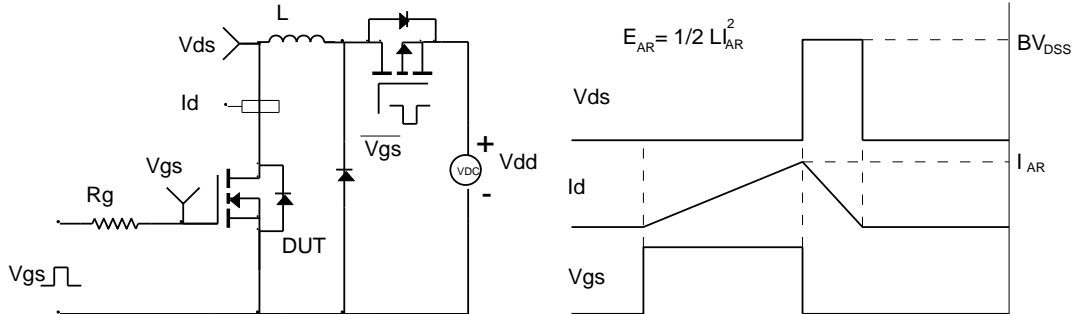 L
Vds
Id
Vgs
Vgs
+
VDC
Vdd
-
Rg
DUT
Vgs
E_AR= 1/2 LI_AR^2
BV_DSS
Vds
I_AR
Id
Vgs